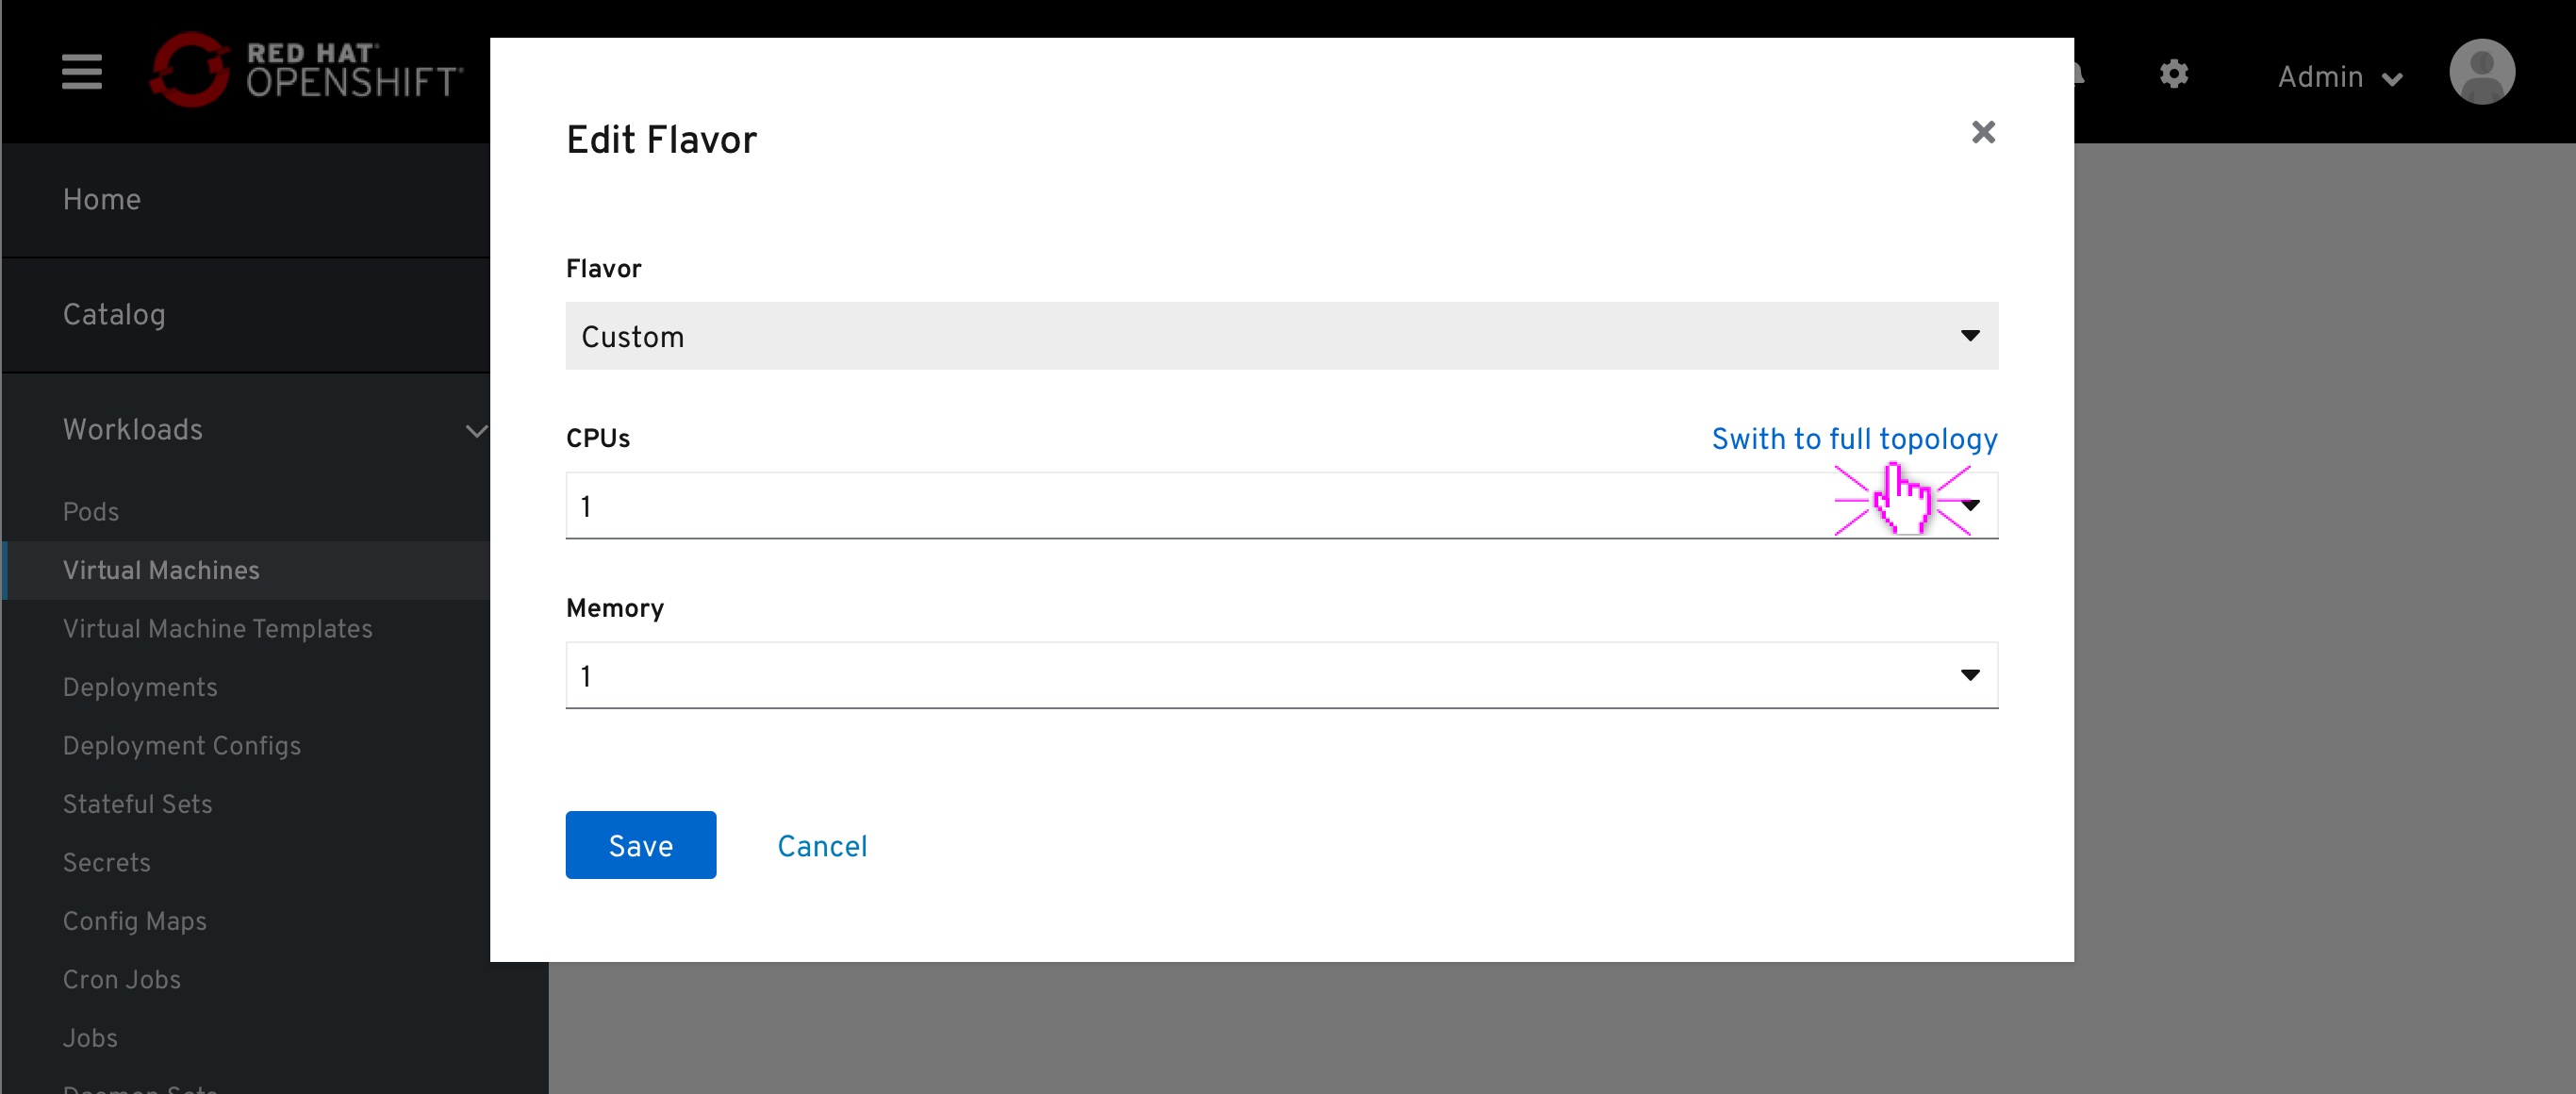 RED HAT
OPENSHIFT
Admin
Home
Catalog
Workloads
Pods
Virtual Machines
Virtual Machine Templates
Deployments
Deployment Configs
Stateful Sets
Secrets
Config Maps
Cron Jobs
Jobs
Daemon Sets
Edit Flavor
Flavor
Custom
CPUs
Swith to full topology
1
Memory
1
Save
Cancel